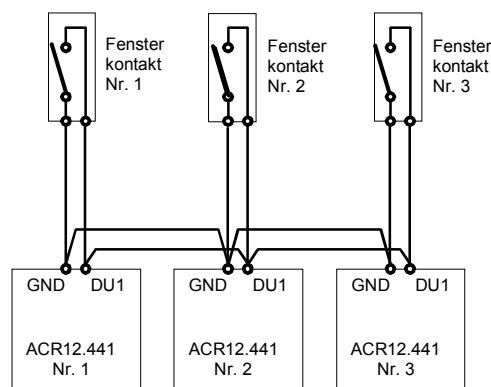 Fenster
kontakt
Nr. 1
Fenster
kontakt
Nr. 2
Fenster
kontakt
Nr. 3
GND DU1
GND DU1
GND DU1
ACR12.441
Nr. 1
ACR12.441
Nr. 2
ACR12.441
Nr. 3